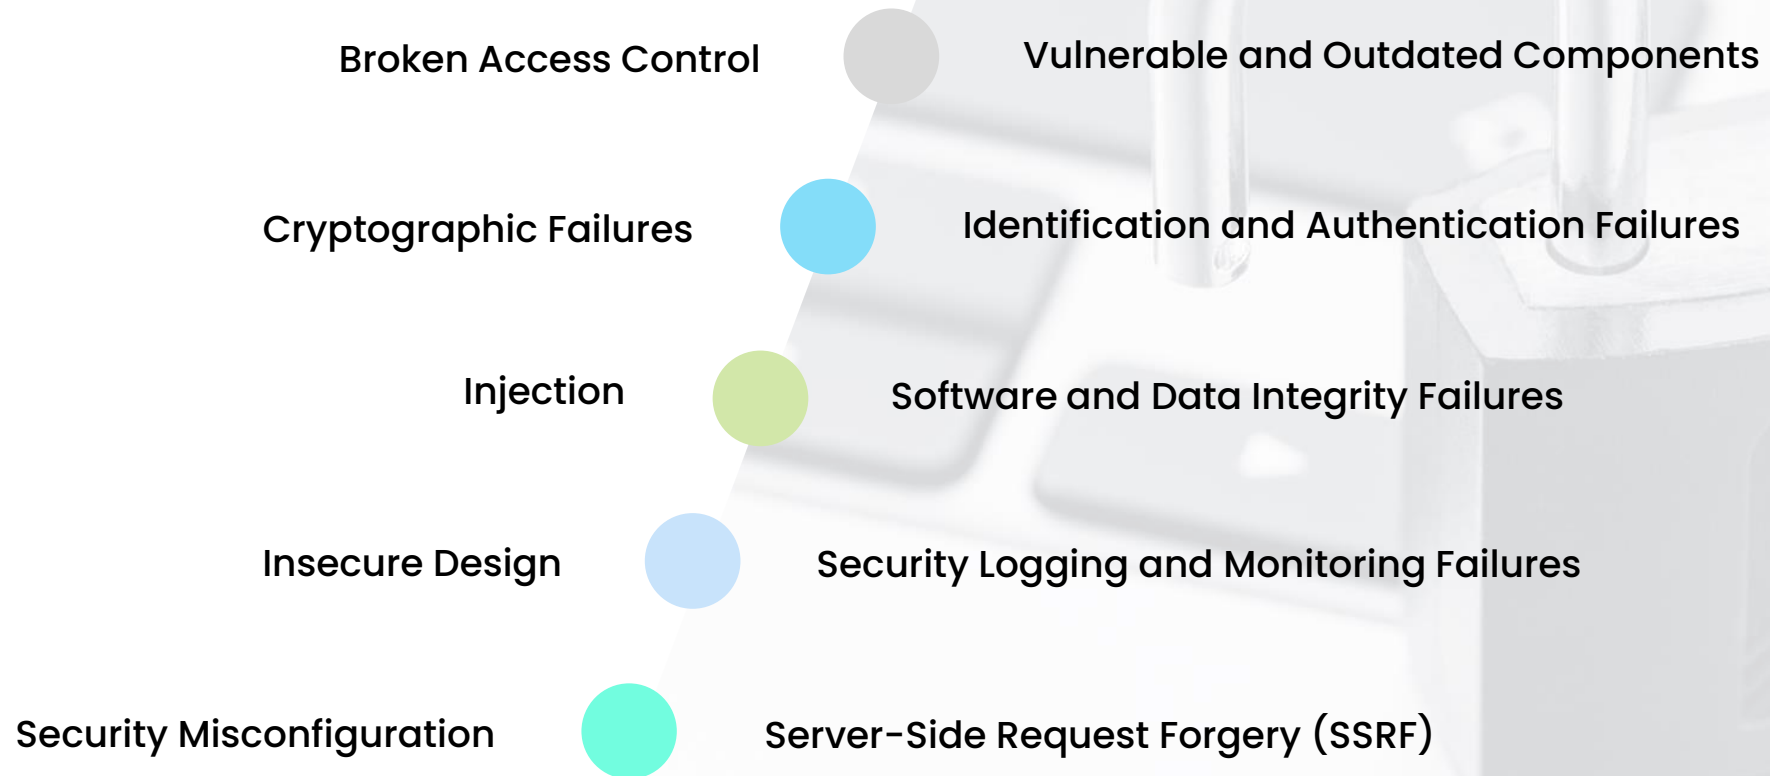 Broken Access Control
Vulnerable and Outdated Components
Cryptographic Failures
Identification and Authentication Failures
Injection
Software and Data Integrity Failures
Insecure Design
Security Logging and Monitoring Failures
Security Misconfiguration
Server-Side Request Forgery (SSRF)